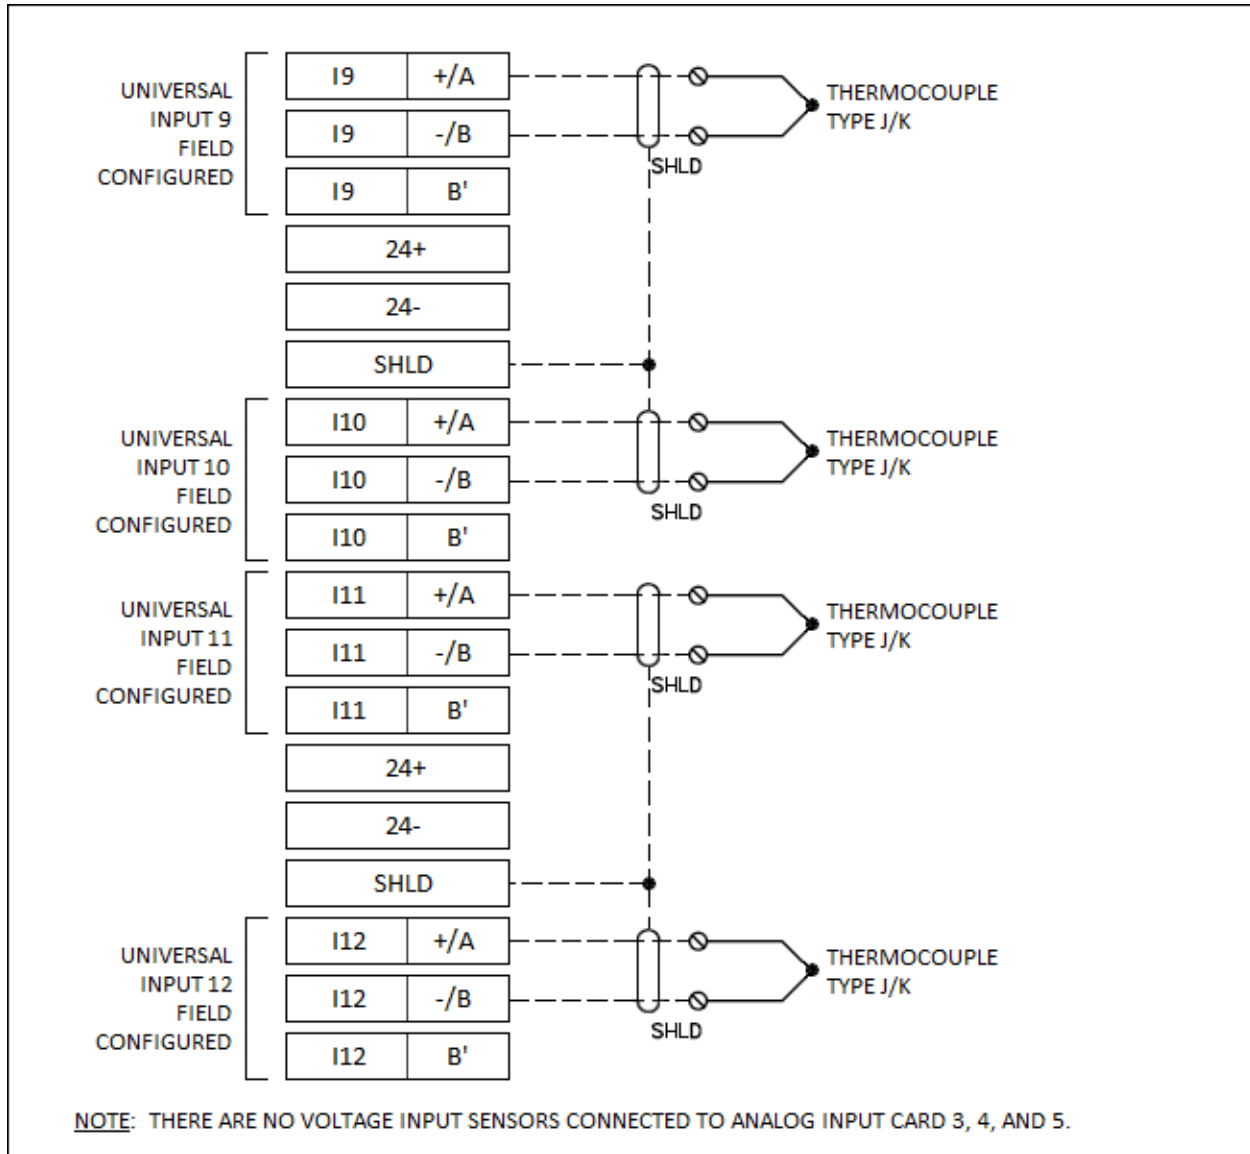 UNIVERSAL
INPUT 9
FIELD
CONFIGURED
I9 +/A
I9 -/B
I9 B'
SHLD
THERMOCOUPLE
TYPE J/K
24+
24-
SHLD
UNIVERSAL
INPUT 10
FIELD
CONFIGURED
I10 +/A
I10 -/B
I10 B'
SHLD
THERMOCOUPLE
TYPE J/K
UNIVERSAL
INPUT 11
FIELD
CONFIGURED
I11 +/A
I11 -/B
I11 B'
SHLD
THERMOCOUPLE
TYPE J/K
24+
24-
SHLD
UNIVERSAL
INPUT 12
FIELD
CONFIGURED
I12 +/A
I12 -/B
I12 B'
SHLD
THERMOCOUPLE
TYPE J/K
NOTE: THERE ARE NO VOLTAGE INPUT SENSORS CONNECTED TO ANALOG INPUT CARD 3, 4, AND 5.